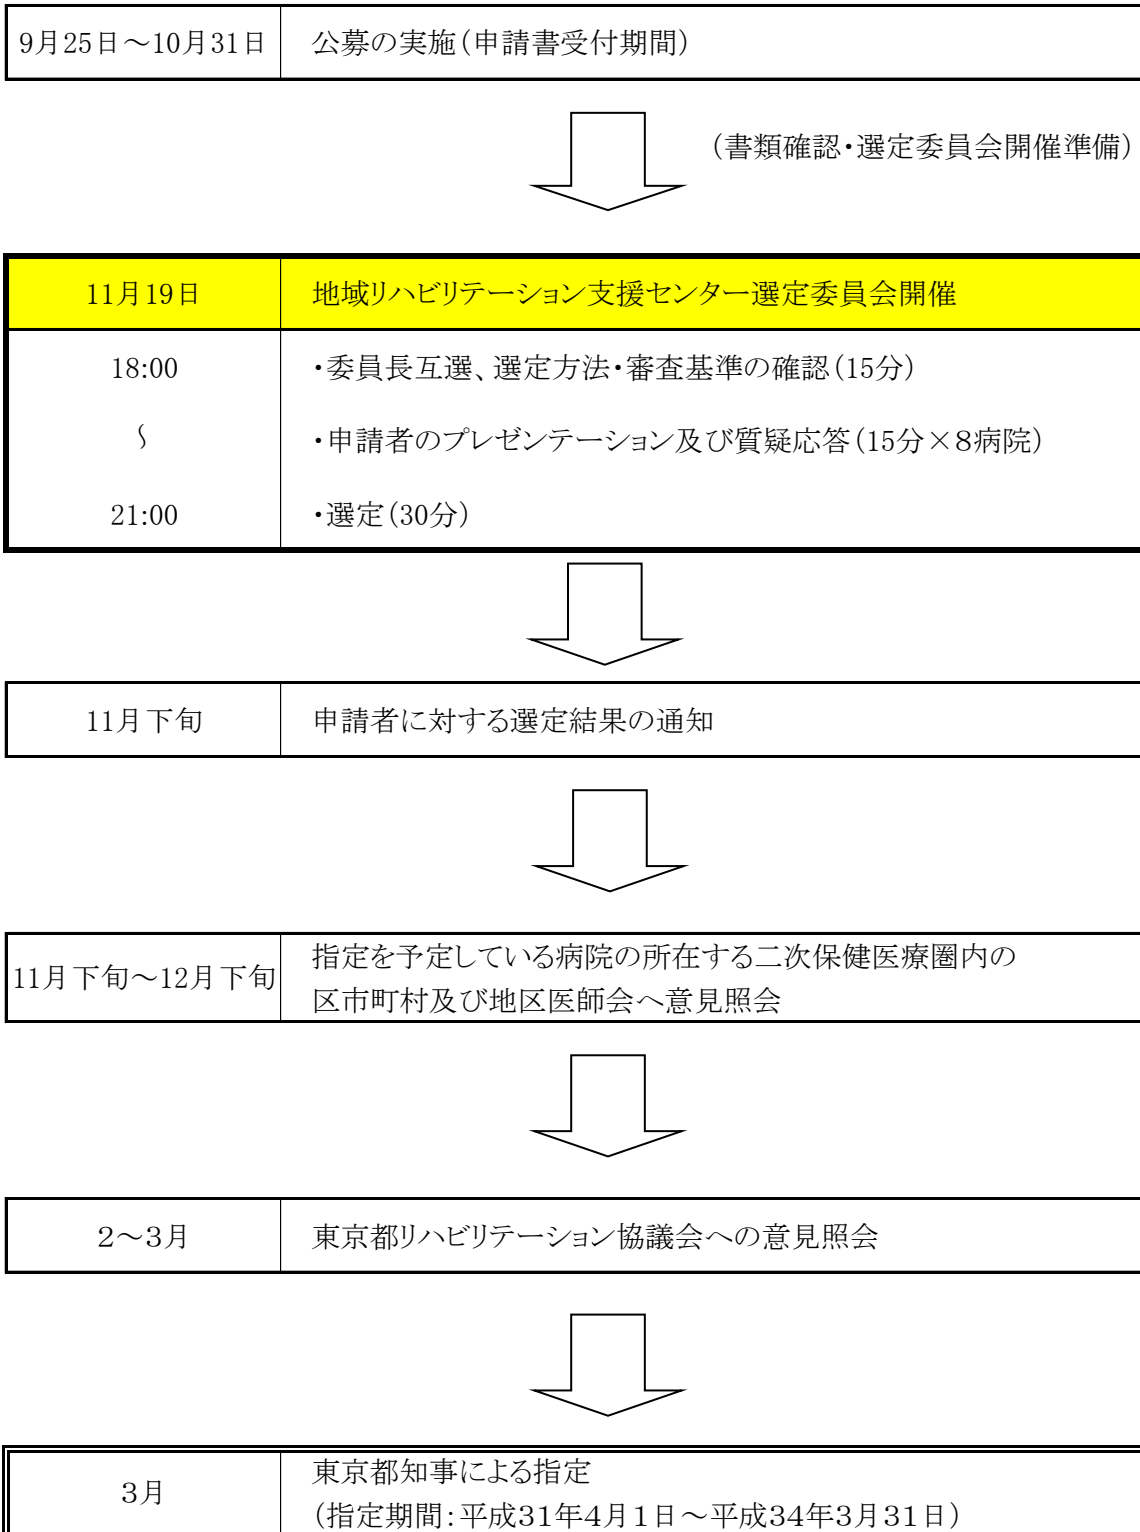 9月25日～10月31日 公募の実施(申請書受付期間)
(書類確認・選定委員会開催準備)
11月19日 地域リハビリテーション支援センター選定委員会開催
18:00 ・委員長互選、選定方法・審査基準の確認(15分)
～ ・申請者のプレゼンテーション及び質疑応答(15分×８病院)
21:00 ・選定(30分)
11月下旬 申請者に対する選定結果の通知
11月下旬～12月下旬 指定を予定している病院の所在する二次保健医療圏内の
区市町村及び地区医師会へ意見照会
２～３月 東京都リハビリテーション協議会への意見照会
３月 東京都知事による指定
(指定期間:平成３１年４月１日～平成３４年３月３１日)